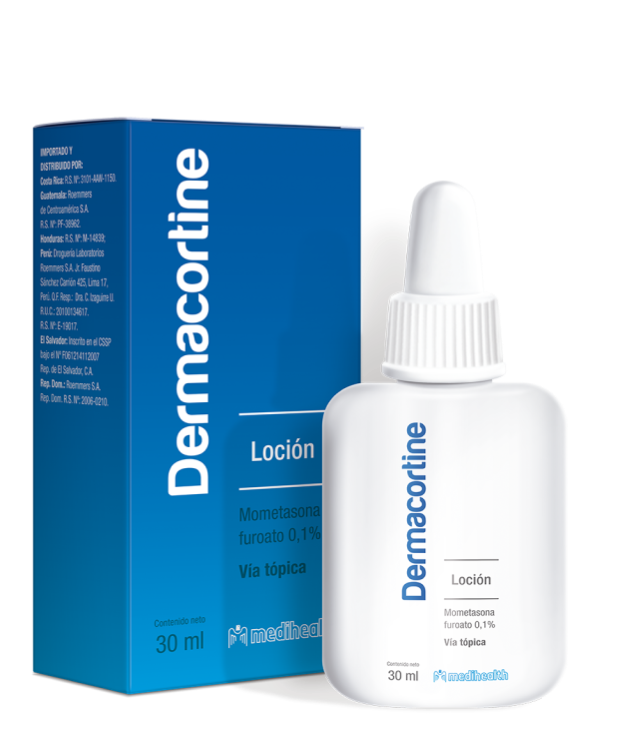 IMPORTADO Y
DISTRIBUIDO POR:
Costa Rica: R.S. Nº: 3101-AAW-1150.
Guatemala: Roemmers
de Centroamérica S.A.
R.S. Nº: PF-38962.
Honduras: R.S. Nº: M-14839;
Perú: Droguería Laboratorios
Roemmers S.A. Jr. Faustino
Sánchez Carrión 425, Lima 17,
Perú. Q.F. Resp.: Dra. C. Izaguirre U.
R.U.C.: 20100134617.
R.S. Nº: E-19017.
El Salvador: Inscrito en el CSSP
bajo el Nº F061214112007
Rep. de El Salvador, C.A.
Rep. Dom.: Roemmers S.A.
Rep. Dom. R.S. Nº: 2006-0210.
Dermacortine
Loción
Mometasona
furoato 0,1%
Vía tópica
Contenido neto
30 ml
medihealt
Dermacortine
Loción
Mometasona
furoato 0,1%
Vía tópica
Contenido neto
30 ml
medihealth